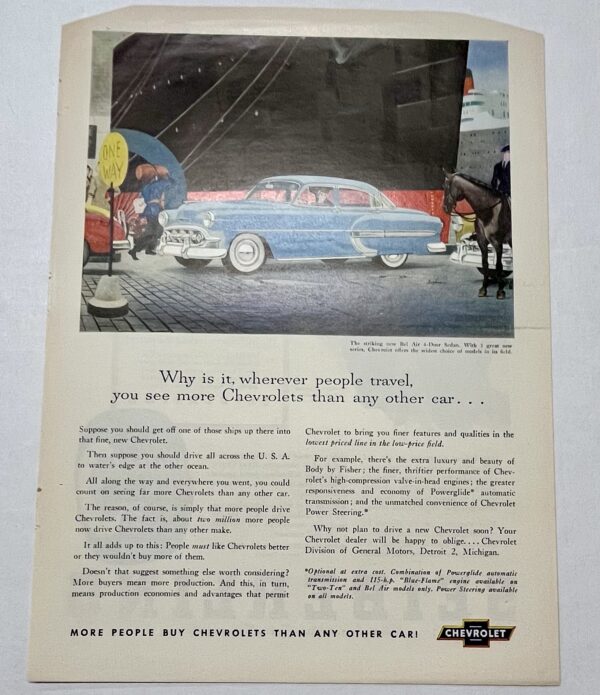 ONE
WAY
The striking new Bel Air 4-Door Sedan. With 3 great new
series, Chevrolet offers the widest choice of models in its field.
Why is it, wherever people travel,
you see more Chevrolets than any other car . . .
Suppose you should get off one of those ships up there into
that fine, new Chevrolet.
Then suppose you should drive all across the U. S. A.
to water's edge at the other ocean.
All along the way and everywhere you went, you could
count on seeing far more Chevrolets than any other car.
The reason, of course, is simply that more people drive
Chevrolets. The fact is, about two million more people
now drive Chevrolets than any other make.
It all adds up to this: People must like Chevrolets better
or they wouldn't buy more of them.
Doesn't that suggest something else worth considering?
More buyers mean more production. And this, in turn,
means production economies and advantages that permit
Chevrolet to bring you finer features and qualities in the
lowest priced line in the low-price field.
For example, there's the extra luxury and beauty of
Body by Fisher; the finer, thriftier performance of Chev-
rolet's high-compression valve-in-head engines; the greater
responsiveness and economy of Powerglide* automatic
transmission; and the unmatched convenience of Chevrolet
Power Steering.*
Why not plan to drive a new Chevrolet soon? Your
Chevrolet dealer will be happy to oblige. . . . Chevrolet
Division of General Motors, Detroit 2, Michigan.
*Optional at extra cost. Combination of Powerglide automatic
transmission and 115-h.p. "Blue-Flame" engine available on
"Two-Ten" and Bel Air models only. Power Steering available
on all models.
MORE PEOPLE BUY CHEVROLETS THAN ANY OTHER CAR!
CHEVROLET